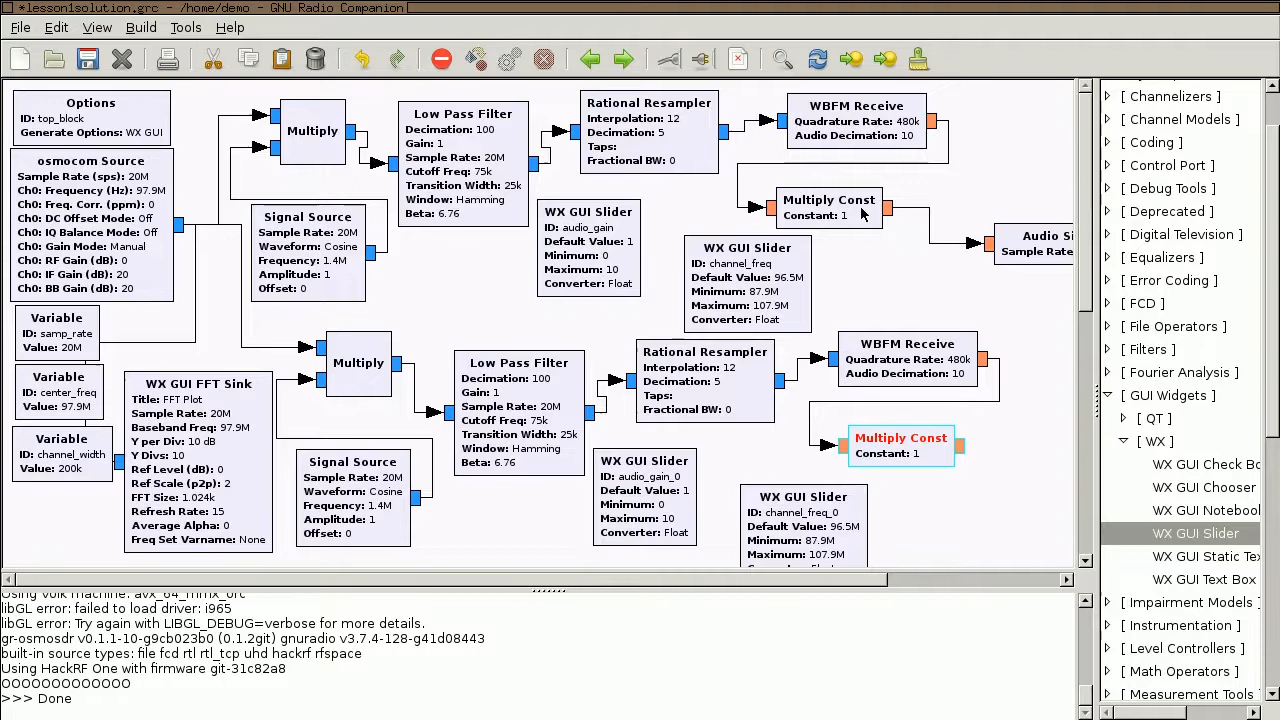 *lesson1solution.grc - /home/demo - GNU Radio Companion
File Edit View Build Tools Help
Options
ID: top_block
Generate Options: WX GUI
osmocom Source
Sample Rate (sps): 20M
Ch0: Frequency (Hz): 97.9M
Ch0: Freq. Corr. (ppm): 0
Ch0: DC Offset Mode: Off
Ch0: IQ Balance Mode: Off
Ch0: Gain Mode: Manual
Ch0: RF Gain (dB): 0
Ch0: IF Gain (dB): 20
Ch0: BB Gain (dB): 20
Variable
ID: samp_rate
Value: 20M
Variable
ID: center_freq
Value: 97.9M
Variable
ID: channel_width
Value: 200k
WX GUI FFT Sink
Title: FFT Plot
Sample Rate: 20M
Baseband Freq: 97.9M
Y per Div: 10 dB
Y Divs: 10
Ref Level (dB): 0
Ref Scale (p2p): 2
FFT Size: 1.024k
Refresh Rate: 15
Average Alpha: 0
Freq Set Varname: None
Multiply
Signal Source
Sample Rate: 20M
Waveform: Cosine
Frequency: 1.4M
Amplitude: 1
Offset: 0
Low Pass Filter
Decimation: 100
Gain: 1
Sample Rate: 20M
Cutoff Freq: 75k
Transition Width: 25k
Window: Hamming
Beta: 6.76
Rational Resampler
Interpolation: 12
Decimation: 5
Taps:
Fractional BW: 0
WX GUI Slider
ID: audio_gain
Default Value: 1
Minimum: 0
Maximum: 10
Converter: Float
WBFM Receive
Quadrature Rate: 480k
Audio Decimation: 10
Multiply Const
Constant: 1
WX GUI Slider
ID: channel_freq
Default Value: 96.5M
Minimum: 87.9M
Maximum: 107.9M
Converter: Float
Audio Si
Sample Rate
Multiply
Signal Source
Sample Rate: 20M
Waveform: Cosine
Frequency: 1.4M
Amplitude: 1
Offset: 0
Low Pass Filter
Decimation: 100
Gain: 1
Sample Rate: 20M
Cutoff Freq: 75k
Transition Width: 25k
Window: Hamming
Beta: 6.76
Rational Resampler
Interpolation: 12
Decimation: 5
Taps:
Fractional BW: 0
WX GUI Slider
ID: audio_gain_0
Default Value: 1
Minimum: 0
Maximum: 10
Converter: Float
WBFM Receive
Quadrature Rate: 480k
Audio Decimation: 10
Multiply Const
Constant: 1
WX GUI Slider
ID: channel_freq_0
Default Value: 96.5M
Minimum: 87.9M
Maximum: 107.9M
[ Channelizers ]
[ Channel Models ]
[ Coding ]
[ Control Port ]
[ Debug Tools ]
[ Deprecated ]
[ Digital Television ]
[ Equalizers ]
[ Error Coding ]
[ FCD ]
[ File Operators ]
[ Filters ]
[ Fourier Analysis ]
[ GUI Widgets ]
[ QT ]
[ WX ]
WX GUI Check Bo
WX GUI Chooser
WX GUI Notebook
WX GUI Slider
WX GUI Static Tex
WX GUI Text Box
[ Impairment Models ]
[ Instrumentation ]
[ Level Controllers ]
[ Math Operators ]
[ Measurement Tools ]
Using Volk machine: avx_64_mmx_orc
libGL error: failed to load driver: i965
libGL error: Try again with LIBGL_DEBUG=verbose for more details.
gr-osmosdr v0.1.1-10-g9cb023b0 (0.1.2git) gnuradio v3.7.4-128-g41d08443
built-in source types: file fcd rtl rtl_tcp uhd hackrf rfspace
Using HackRF One with firmware git-31c82a8
OOOOOOOOOOOOO
>>> Done